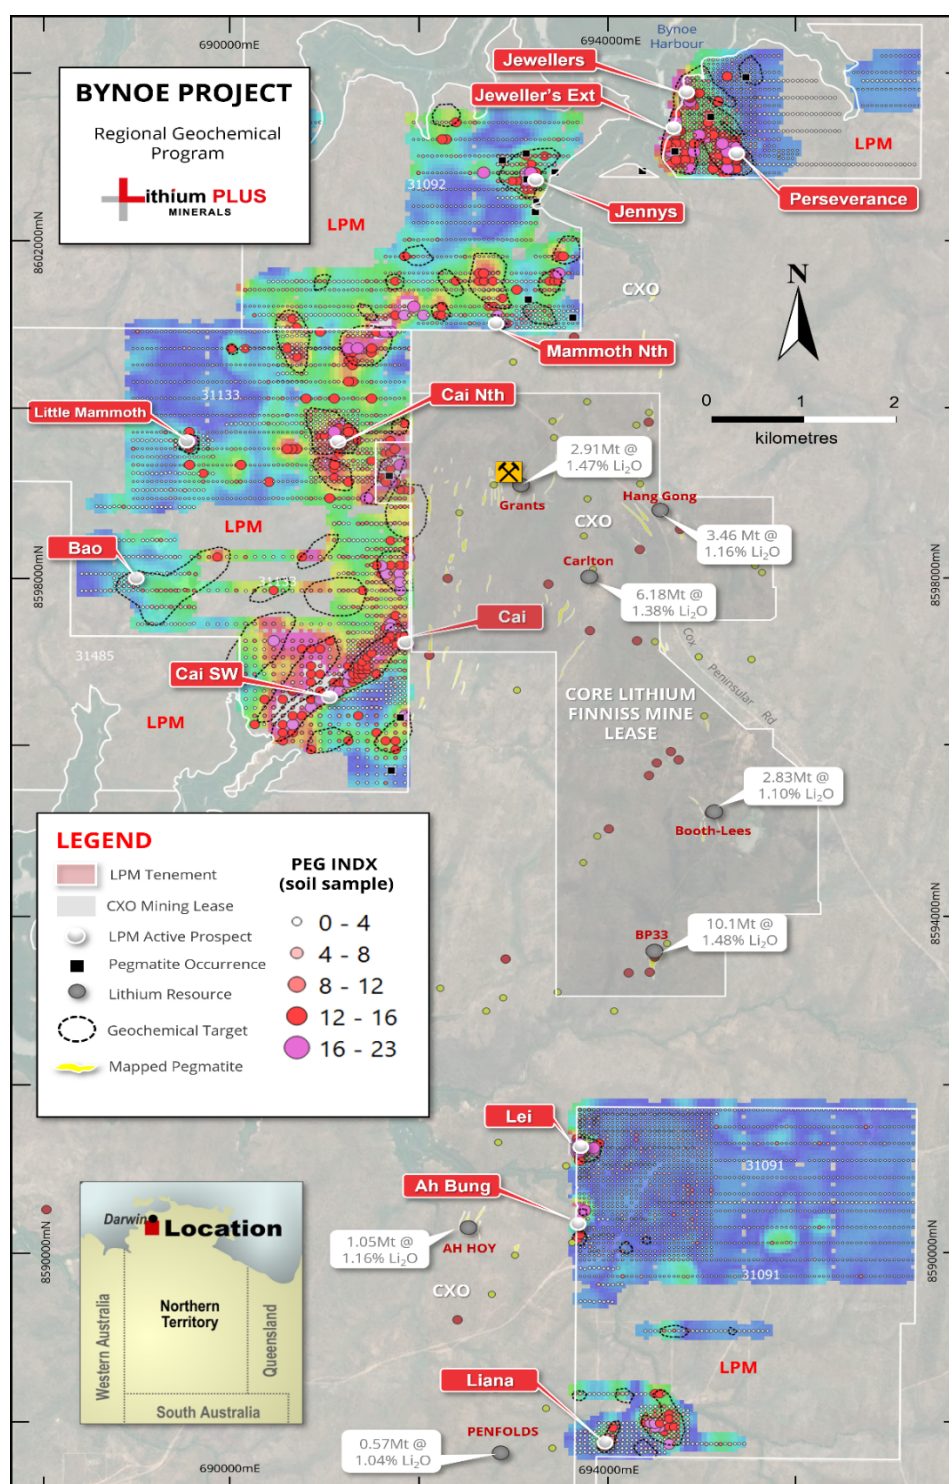 690000mE
694000mE
Bynoe
Harbour
BYNOE PROJECT
Regional Geochemical
Program
Lithium PLUS
MINERALS
Jewellers
Jeweller's Ext
LPM
Perseverance
31092
Jennys
LPM
8602000mN
8602000mN
CXO
N
Mammoth Nth
31133
Little Mammoth
Cai Nth
0 1 2
kilometres
2.91Mt @
1.47% Li₂O
Grants
Hang Gong
CXO
3.46 Mt @
1.16% Li₂O
LPM
Bao
Carlton
6.18Mt @
1.38% Li₂O
8598000mN
8598000mN
31133
Cai
Cox Peninsular Rd
31485
Cai SW
LPM
CORE LITHIUM
FINNISS MINE
LEASE
2.83Mt @
1.10% Li₂O
Booth-Lees
LEGEND
LPM Tenement
CXO Mining Lease
LPM Active Prospect
Pegmatite Occurrence
Lithium Resource
Geochemical Target
Mapped Pegmatite
PEG INDX
(soil sample)
0 - 4
4 - 8
8 - 12
12 - 16
16 - 23
8594000mN
BP33
10.1Mt @
1.48% Li₂O
Lei
31091
Ah Bung
1.05Mt @
1.16% Li₂O
AH HOY
8590000mN
8590000mN
31091
CXO
Darwin
Location
Northern
Territory
Western Australia
Queensland
South Australia
LPM
Liana
PENFOLDS
0.57Mt @
1.04% Li₂O
690000mE
694000mE